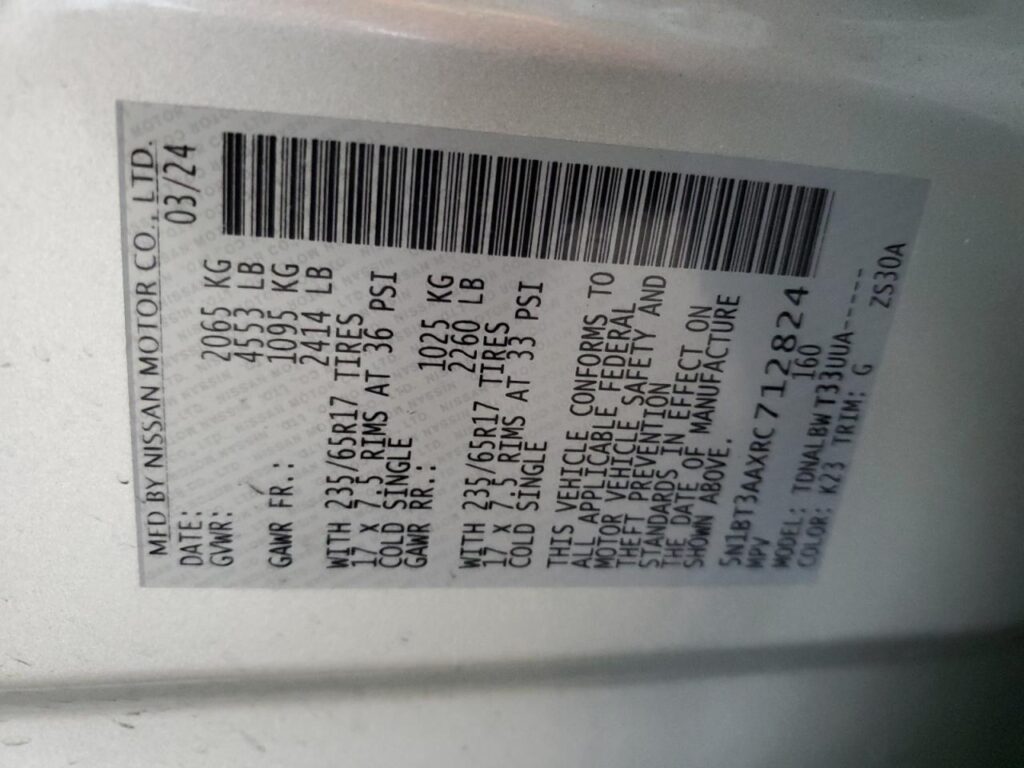 MFD BY NISSAN MOTOR CO., LTD.
DATE: 03/24
GVWR: 2065 KG
4553 LB
GAWR FR.: 1095 KG
2414 LB
WITH 235/65R17 TIRES
17 X 7.5 RIMS AT 36 PSI
COLD SINGLE
GAWR RR.: 1025 KG
2260 LB
WITH 235/65R17 TIRES
17 X 7.5 RIMS AT 33 PSI
COLD SINGLE
THIS VEHICLE CONFORMS TO
ALL APPLICABLE FEDERAL
MOTOR VEHICLE SAFETY AND
THEFT PREVENTION
STANDARDS IN EFFECT ON
THE DATE OF MANUFACTURE
SHOWN ABOVE.
5N1BT3AAXRC712824
MPV 160
MODEL: TDNALBWT33UUA-----
COLOR: K23 TRIM: G
ZS30A